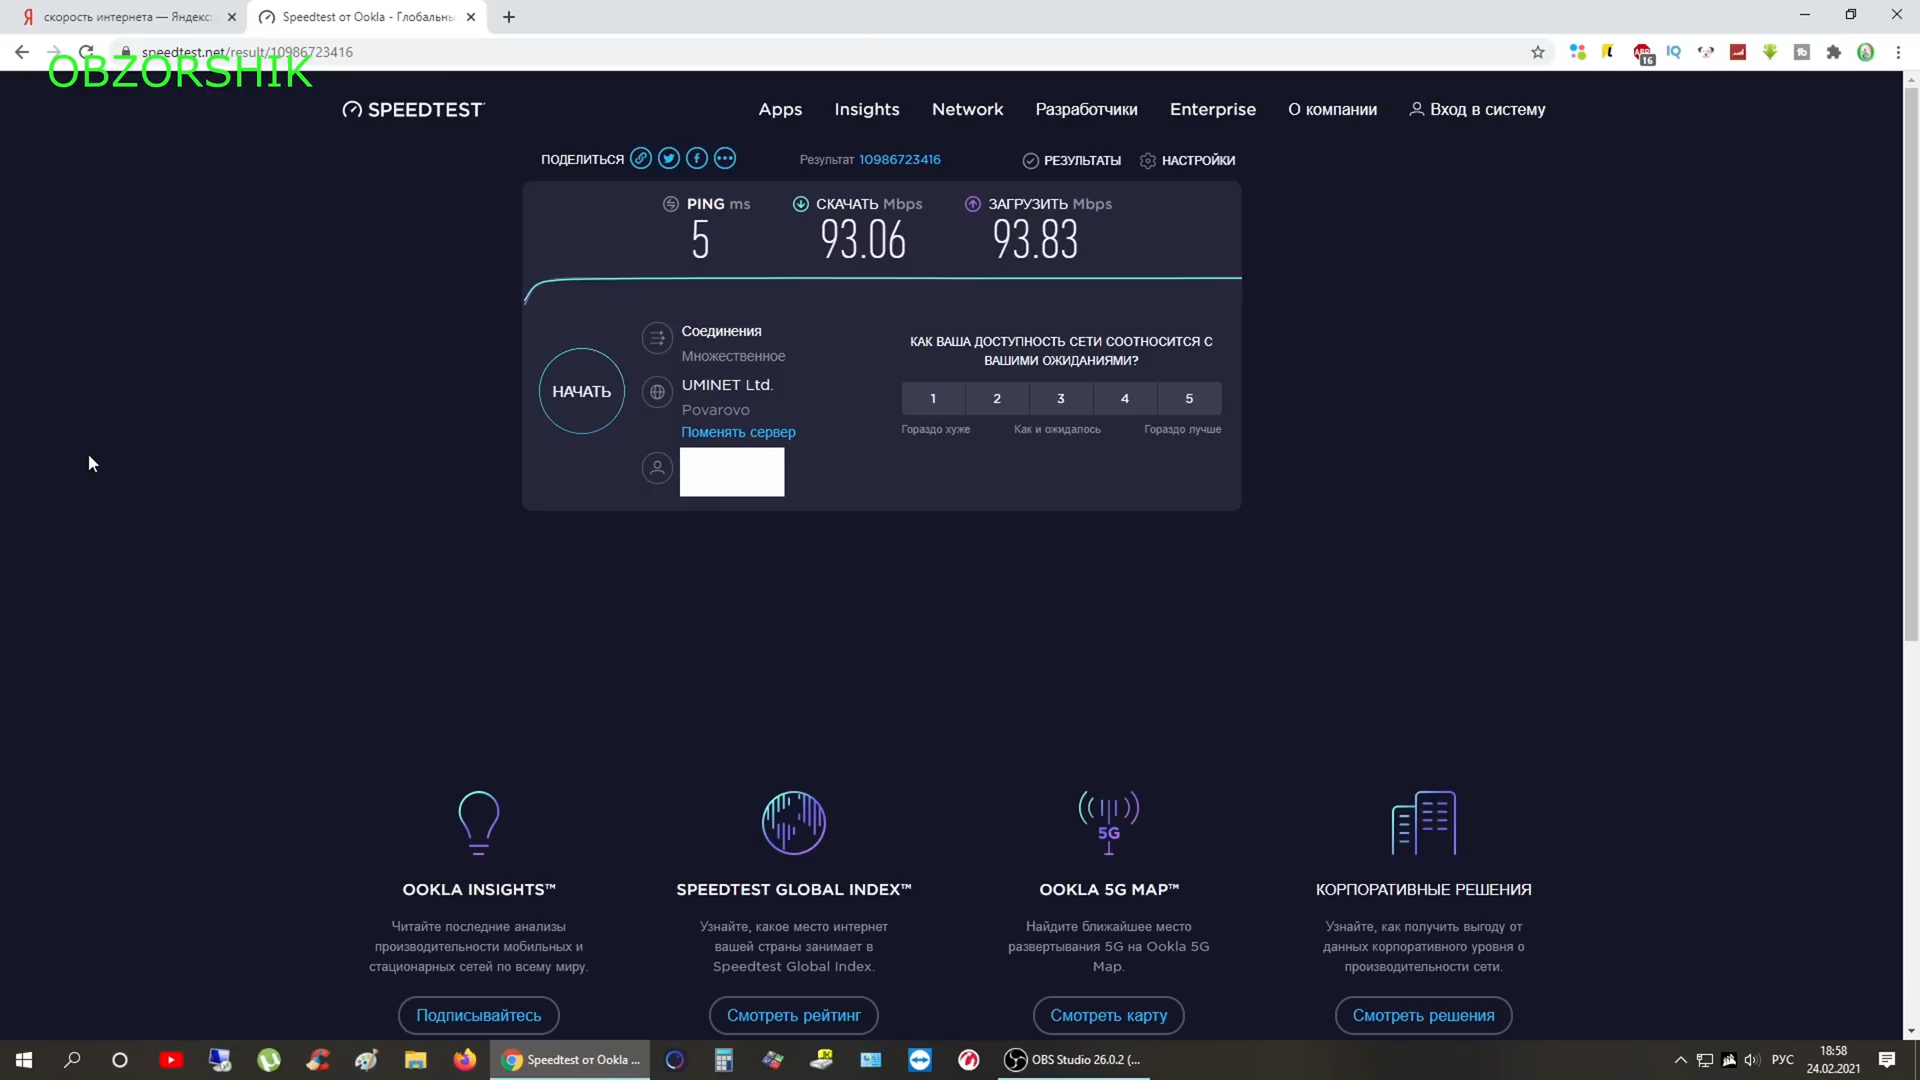 скорость интернета — Яндекс:
Speedtest от Ookla - Глобальны
speedtest.net/result/10986723416
16
IQ
OBZORSHIK
SPEEDTEST
Apps
Insights
Network
Разработчики
Enterprise
О компании
Вход в систему
ПОДЕЛИТЬСЯ
Результат 10986723416
РЕЗУЛЬТАТЫ
НАСТРОЙКИ
PING ms
5
СКАЧАТЬ Mbps
93.06
ЗАГРУЗИТЬ Mbps
93.83
НАЧАТЬ
Соединения
Множественное
UMINET Ltd.
Povarovo
Поменять сервер
КАК ВАША ДОСТУПНОСТЬ СЕТИ СООТНОСИТСЯ С
ВАШИМИ ОЖИДАНИЯМИ?
1
2
3
4
5
Гораздо хуже
Как и ожидалось
Гораздо лучше
OOKLA INSIGHTS™
Читайте последние анализы
производительности мобильных и
стационарных сетей по всему миру.
Подписывайтесь
SPEEDTEST GLOBAL INDEX™
Узнайте, какое место интернет
вашей страны занимает в
Speedtest Global Index.
Смотреть рейтинг
5G
OOKLA 5G MAP™
Найдите ближайшее место
развертывания 5G на Ookla 5G
Map.
Смотреть карту
КОРПОРАТИВНЫЕ РЕШЕНИЯ
Узнайте, как получить выгоду от
данных корпоративного уровня о
производительности сети.
Смотреть решения
Speedtest от Ookla ...
OBS Studio 26.0.2 (...
РУС
18:58
24.02.2021